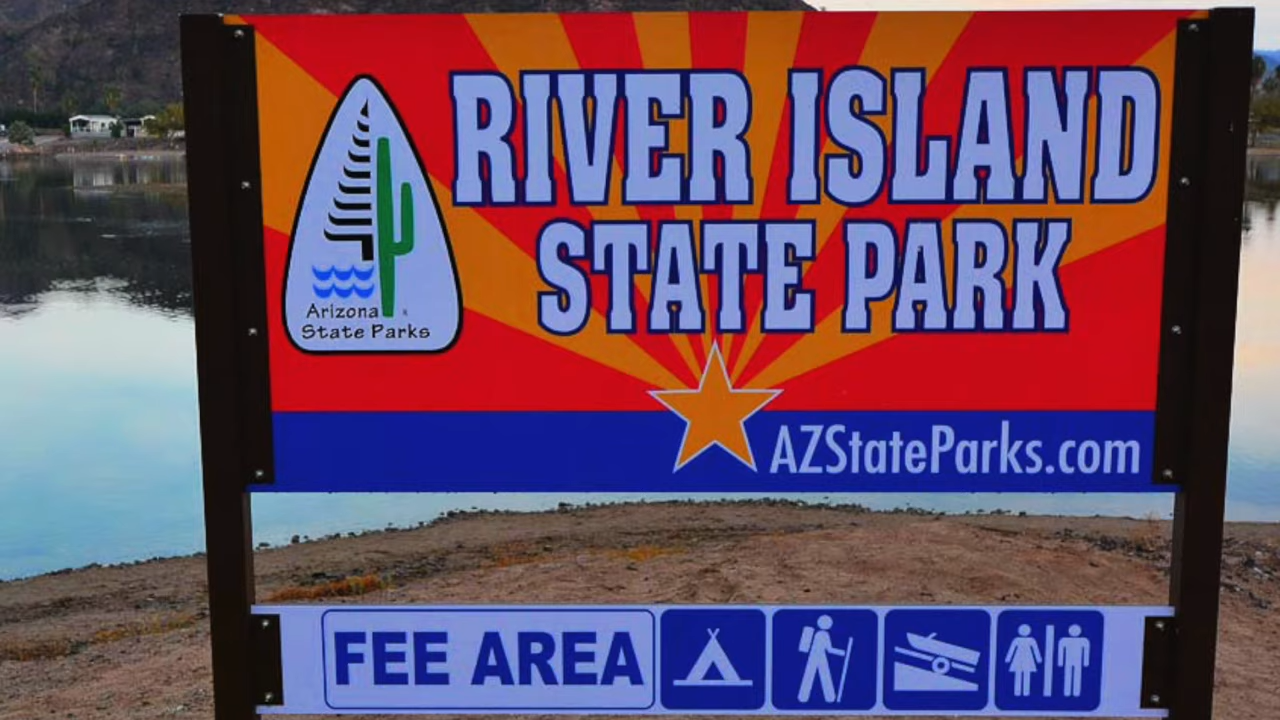 RIVER ISLAND
STATE PARK
Arizona
State Parks
AZStateParks.com
FEE AREA